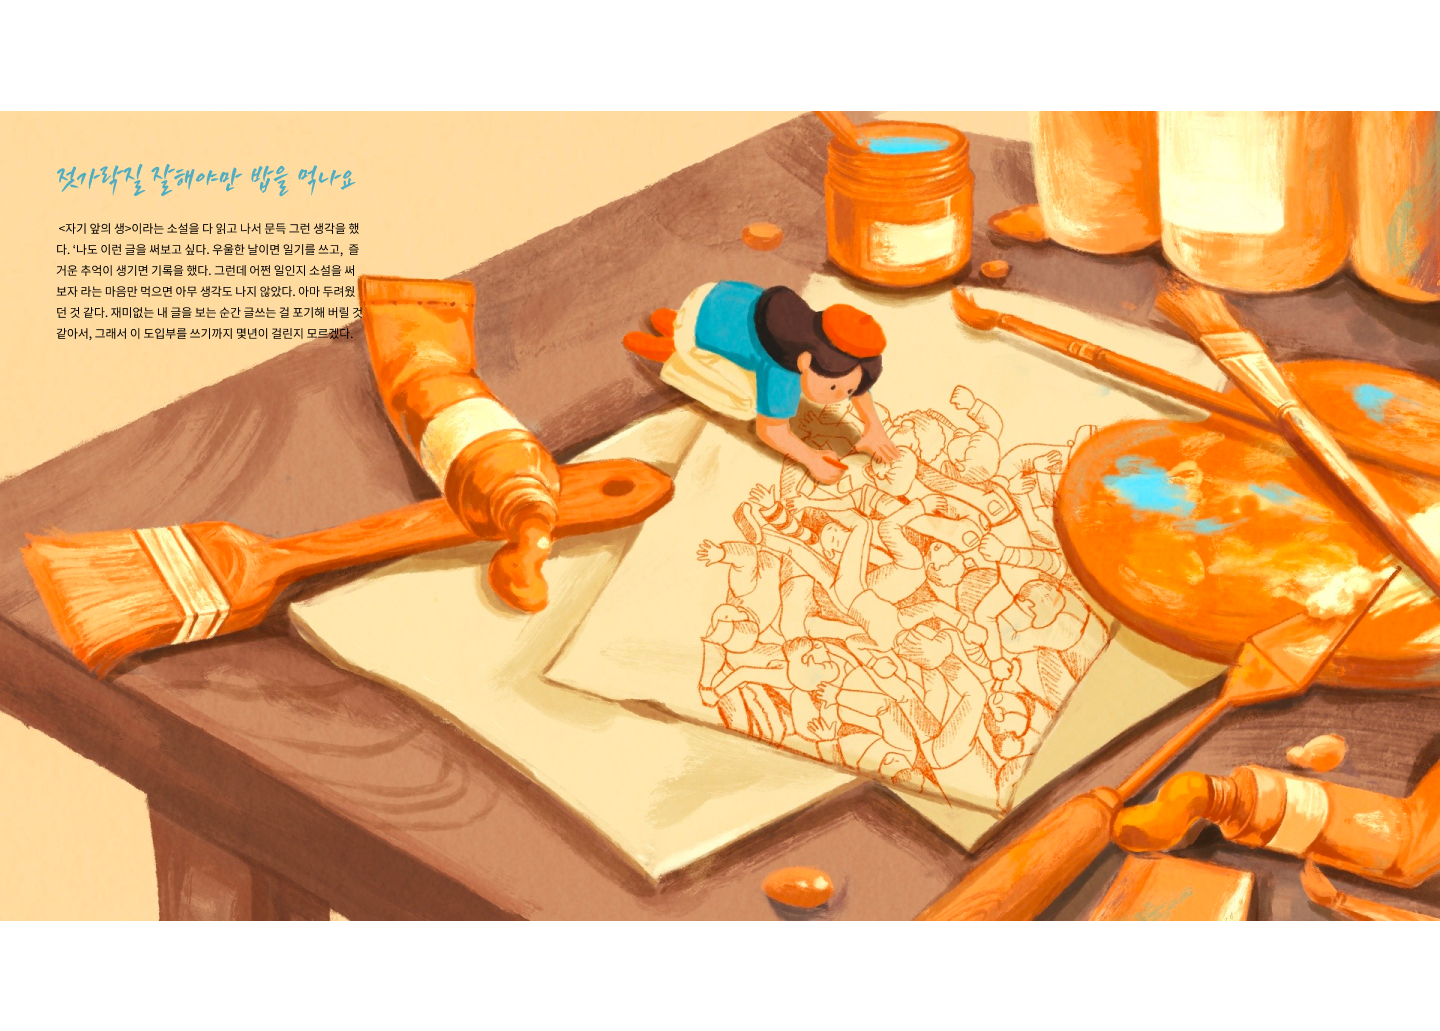 젓가락질 잘해야만 밥을 먹나요
<자기 앞의 생>이라는 소설을 다 읽고 나서 문득 그런 생각을 했
다. ‘나도 이런 글을 써보고 싶다. 우울한 날이면 일기를 쓰고, 즐
거운 추억이 생기면 기록을 했다. 그런데 어쩐 일인지 소설을 써
보자 라는 마음만 먹으면 아무 생각도 나지 않았다. 아마 두려웠
던 것 같다. 재미없는 내 글을 보는 순간 글쓰는 걸 포기해 버릴 것
같아서, 그래서 이 도입부를 쓰기까지 몇년이 걸린지 모르겠다.